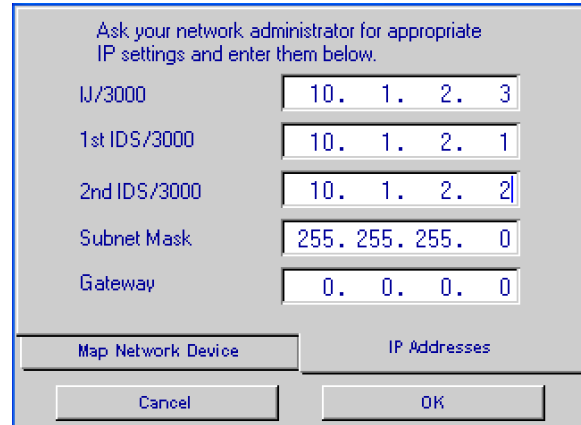 Ask your network administrator for appropriate
IP settings and enter them below.
IJ/3000 10. 1. 2. 3
1st IDS/3000 10. 1. 2. 1
2nd IDS/3000 10. 1. 2. 2
Subnet Mask 255. 255. 255. 0
Gateway 0. 0. 0. 0
Map Network Device IP Addresses
Cancel OK